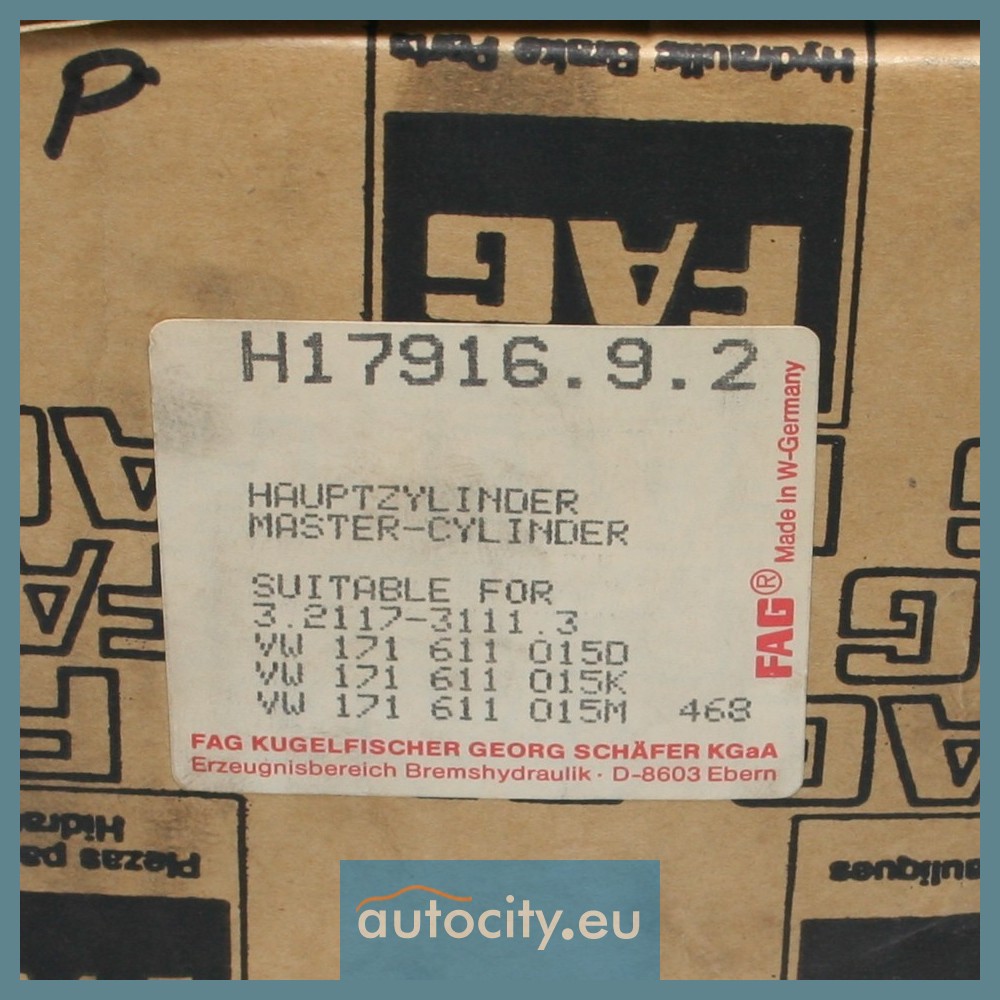 P
Hydraulic Brake Parts
FAG
H17916.9.2
HAUPTZYLINDER
MASTER-CYLINDER
SUITABLE FOR
3.2117-3111.3
VW 171 611 015D
VW 171 611 015K
VW 171 611 015M 468
FAG® Made in W-Germany
FAG KUGELFISCHER GEORG SCHÄFER KGaA
Erzeugnisbereich Bremshydraulik · D-8603 Ebern
Piezas
autocity.eu